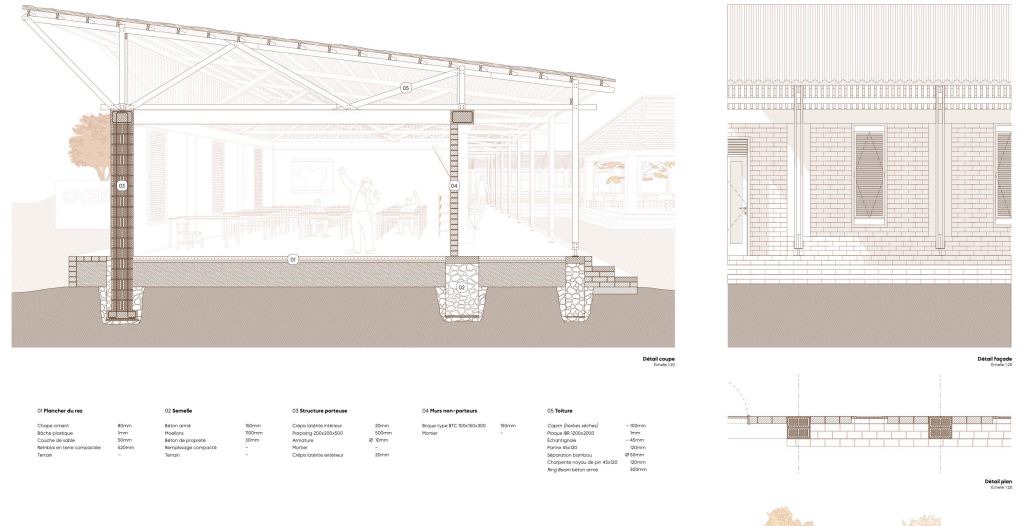 05
03
04
01
02
Détail coupe
Echelle 1:20
Détail façade
Echelle 1:20
01 Plancher du rez
Chape ciment 80mm
Bâche plastique 1mm
Couche de sable 50mm
Remblai en terre compactée 520mm
Terrain –
02 Semelle
Béton armé 150mm
Moellons 1100mm
Béton de propreté 30mm
Remplissage compacté –
Terrain –
03 Structure porteuse
Crépis latérite intérieur 20mm
Parpaing 200x200x500 500mm
Armature Ø 10mm
Mortier –
Crépis latérite extérieur 20mm
04 Murs non-porteurs
Brique type BTC 100x150x300 150mm
Mortier –
05 Toiture
Capim (herbes sèches) ~ 100mm
Plaque IBR 1200x2000 1mm
Échantignole ~ 45mm
Panne 45x120 120mm
Séparation bambou Ø 50mm
Charpente noyau de pin 45x120 120mm
Ring Beam béton armé 300mm
Détail plan
Echelle 1:20